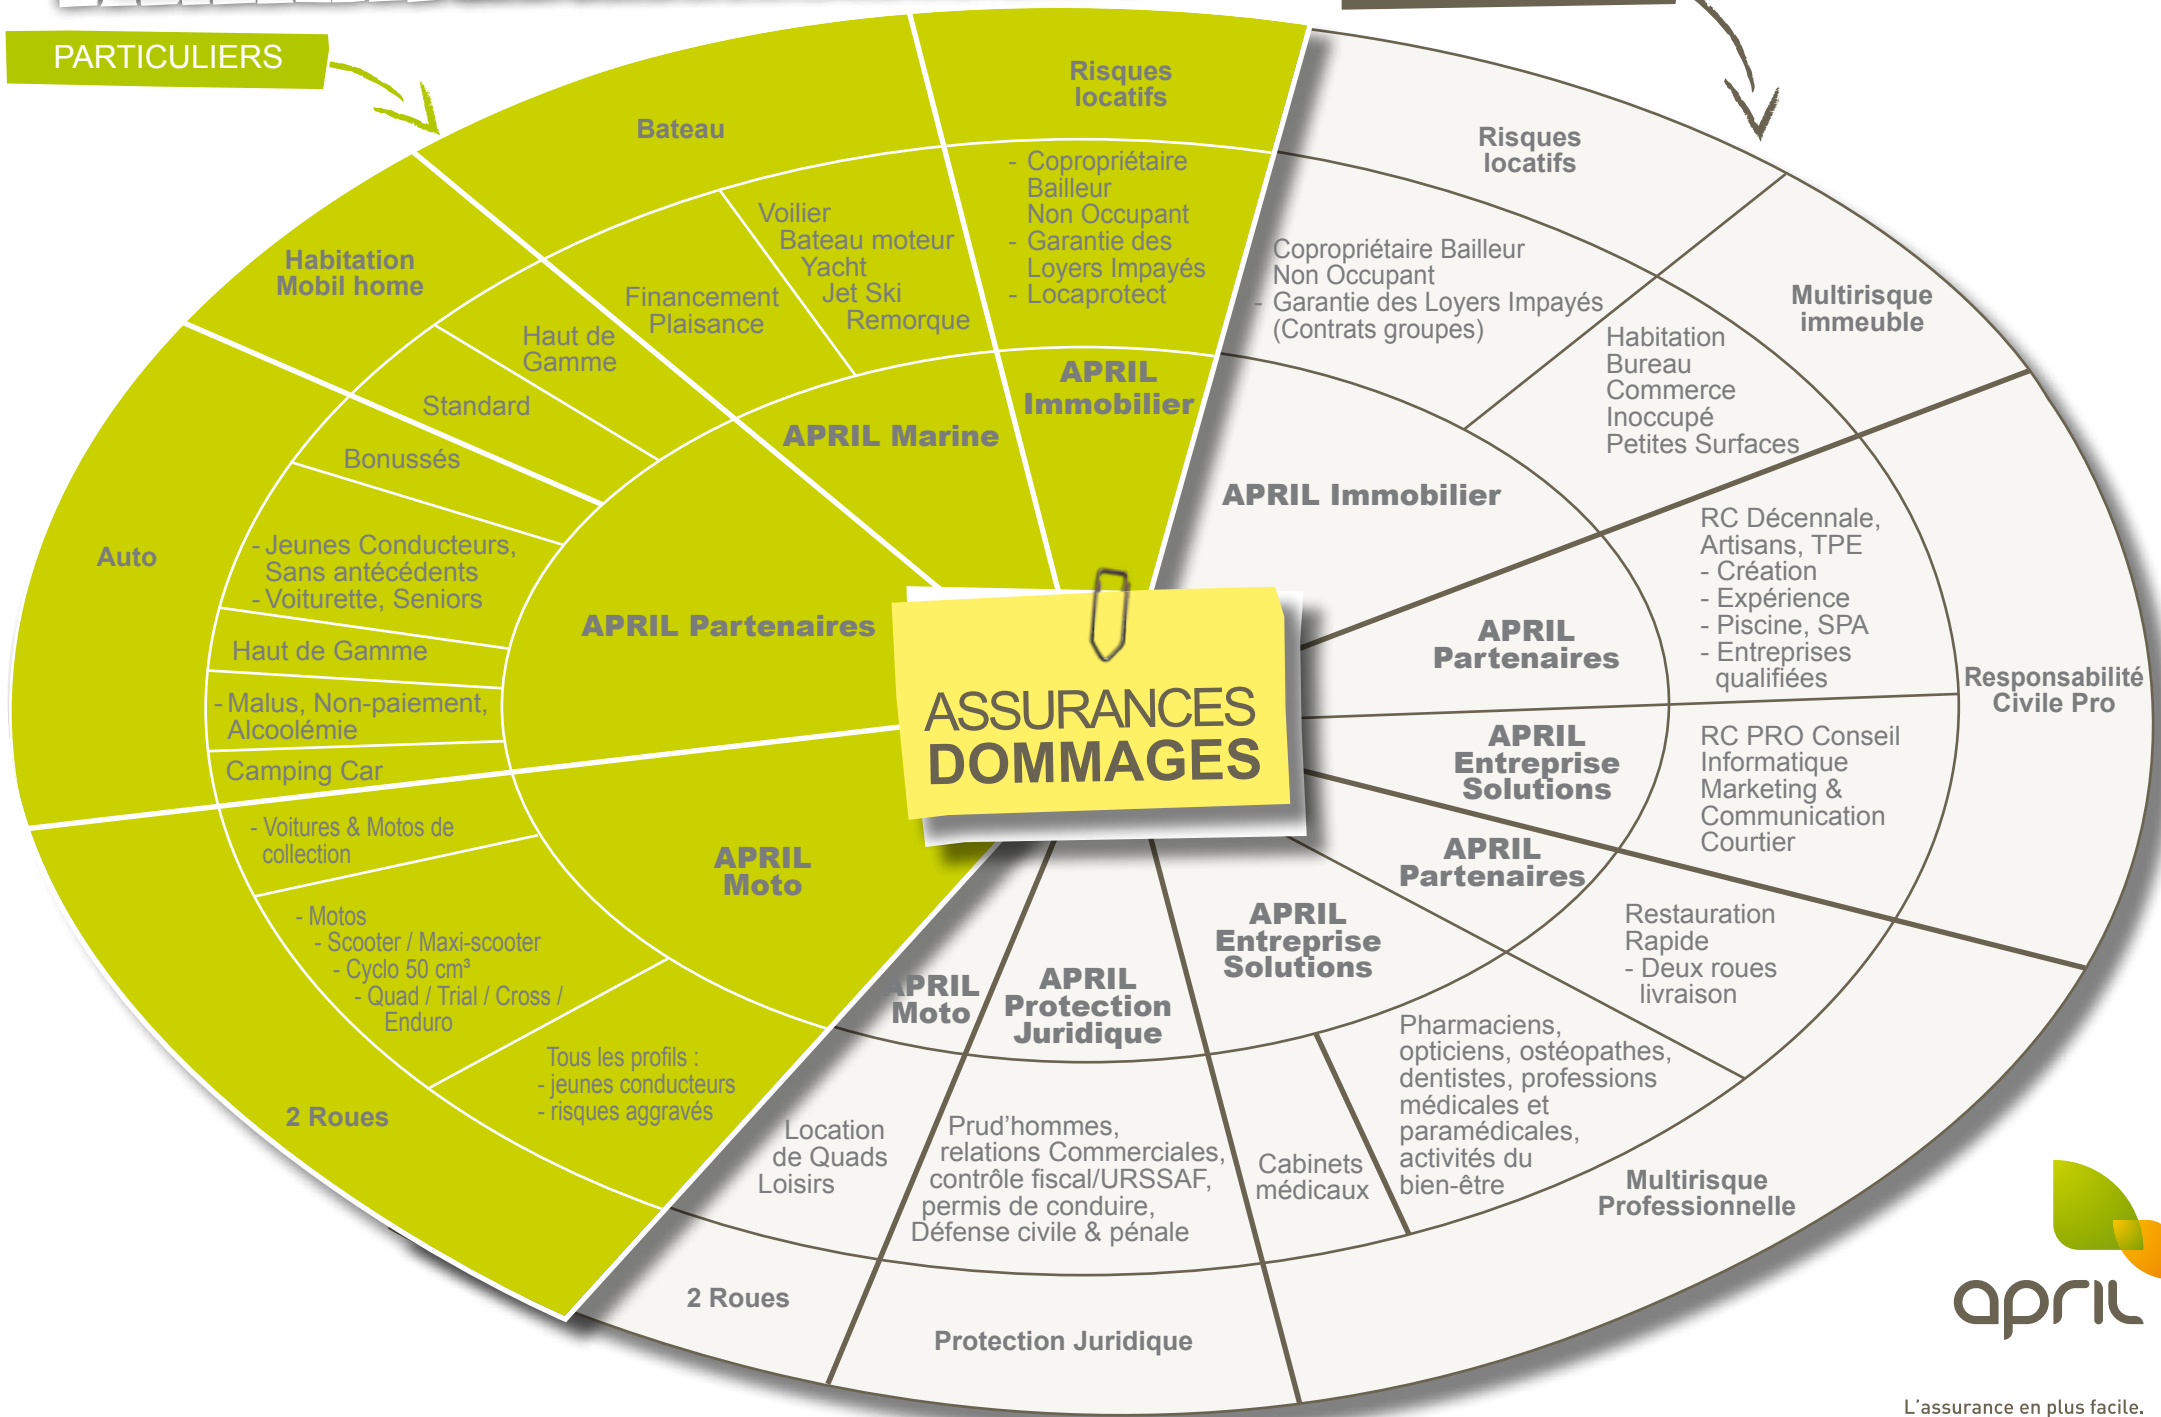 PARTICULIERS
Risques
locatifs
Bateau
Habitation
Mobil home
Auto
2 Roues
- Copropriétaire
Bailleur
Non Occupant
- Garantie des
Loyers Impayés
- Locaprotect
Voilier
Bateau moteur
Yacht
Jet Ski
Remorque
Financement
Plaisance
Haut de
Gamme
Standard
Bonussés
- Jeunes Conducteurs,
Sans antécédents
- Voiturette, Seniors
Haut de Gamme
- Malus, Non-paiement,
Alcoolémie
Camping Car
- Voitures & Motos de
collection
- Motos
- Scooter / Maxi-scooter
- Cyclo 50 cm³
- Quad / Trial / Cross /
Enduro
Tous les profils :
- jeunes conducteurs
- risques aggravés
APRIL
Immobilier
APRIL Marine
APRIL Partenaires
APRIL
Moto
ASSURANCES
DOMMAGES
Risques
locatifs
Copropriétaire Bailleur
Non Occupant
- Garantie des Loyers Impayés
(Contrats groupes)
Multirisque
immeuble
Habitation
Bureau
Commerce
Inoccupé
Petites Surfaces
APRIL Immobilier
RC Décennale,
Artisans, TPE
- Création
- Expérience
- Piscine, SPA
- Entreprises
qualifiées
APRIL
Partenaires
Responsabilité
Civile Pro
APRIL
Entreprise
Solutions
RC PRO Conseil
Informatique
Marketing &
Communication
Courtier
APRIL
Partenaires
Restauration
Rapide
- Deux roues
livraison
APRIL
Entreprise
Solutions
Pharmaciens,
opticiens, ostéopathes,
dentistes, professions
médicales et
paramédicales,
activités du
bien-être
Cabinets
médicaux
Multirisque
Professionnelle
APRIL
Protection
Juridique
Prud'hommes,
relations Commerciales,
contrôle fiscal/URSSAF,
permis de conduire,
Défense civile & pénale
Protection Juridique
APRIL
Moto
Location
de Quads
Loisirs
2 Roues
april
L'assurance en plus facile.